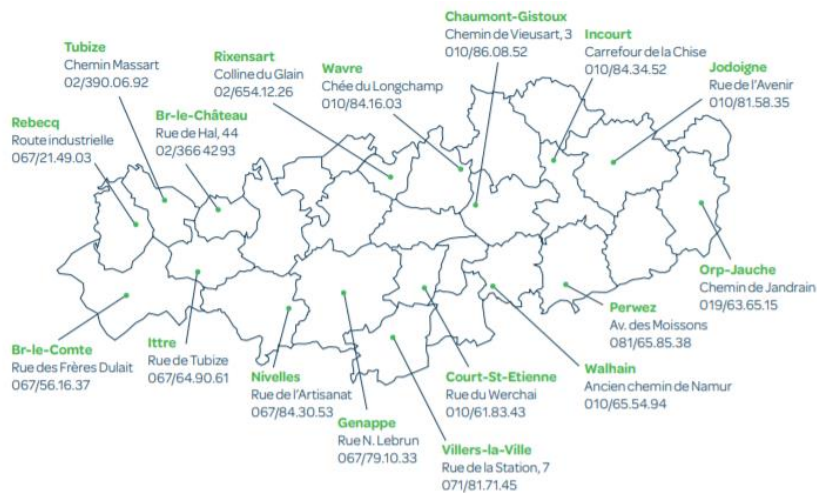 Tubize
Chemin Massart
02/390.06.92
Rixensart
Colline du Glain
02/654.12.26
Wavre
Chée du Longchamp
010/84.16.03
Chaumont-Gistoux
Chemin de Vieusart, 3
010/86.08.52
Incourt
Carrefour de la Chise
010/84.34.52
Jodoigne
Rue de l'Avenir
010/81.58.35
Rebecq
Route industrielle
067/21.49.03
Br-le-Château
Rue de Hal, 44
02/366 42 93
Orp-Jauche
Chemin de Jandrain
019/63.65.15
Perwez
Av. des Moissons
081/65.85.38
Br-le-Comte
Rue des Frères Dulait
067/56.16.37
Ittre
Rue de Tubize
067/64.90.61
Nivelles
Rue de l'Artisanat
067/84.30.53
Genappe
Rue N. Lebrun
067/79.10.33
Court-St-Etienne
Rue du Werchai
010/61.83.43
Walhain
Ancien chemin de Namur
010/65.54.94
Villers-la-Ville
Rue de la Station, 7
071/81.71.45